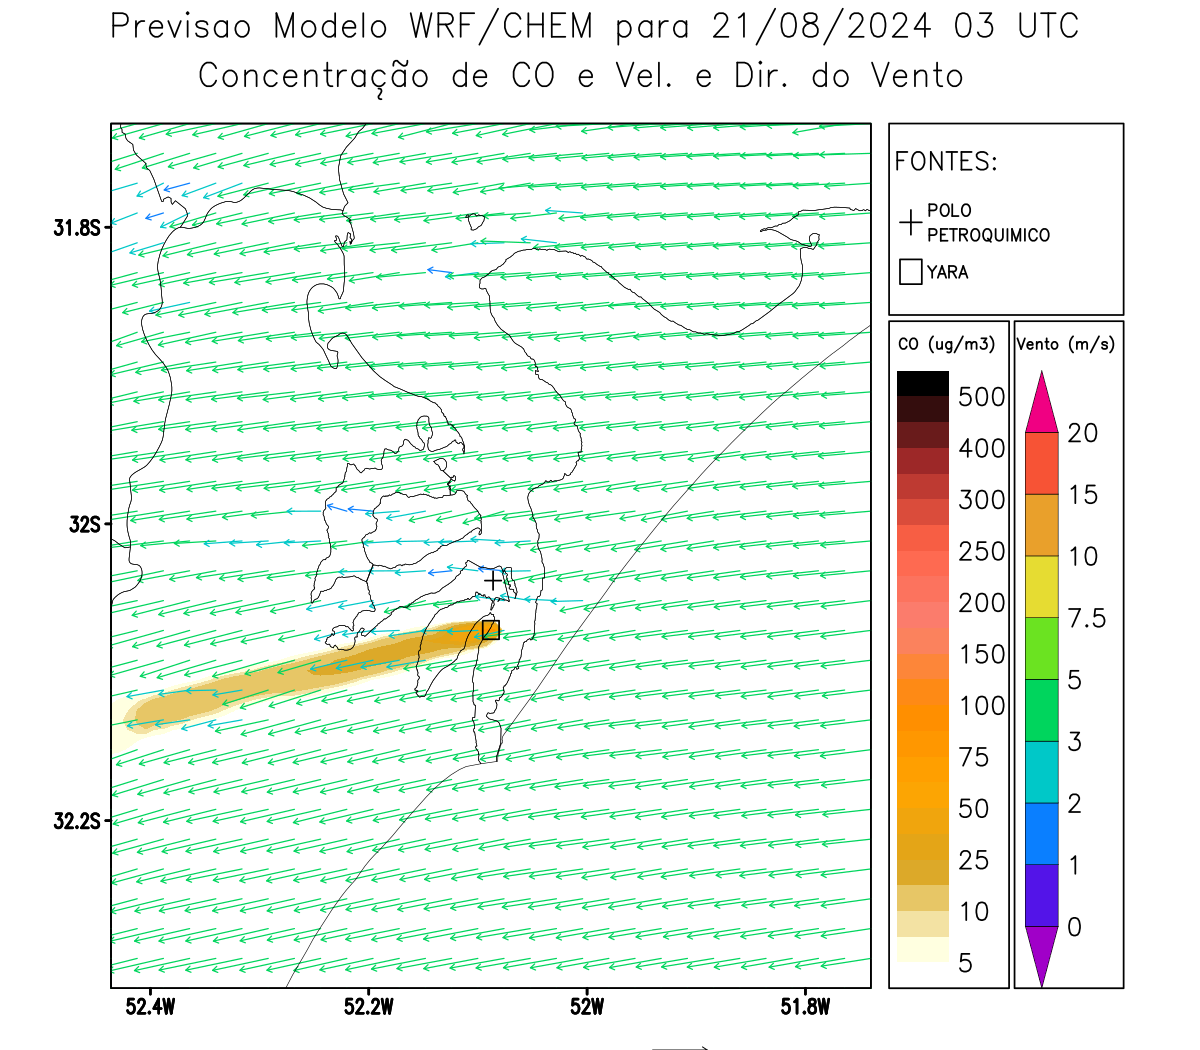 Previsao Modelo WRF/CHEM para 21/08/2024 03 UTC
Concentração de CO e Vel. e Dir. do Vento
FONTES:
POLO
PETROQUIMICO
YARA
CO (ug/m3)
500
400
300
250
200
150
100
75
50
25
10
5
Vento (m/s)
20
15
10
7.5
5
3
2
1
0
31.8S
32S
32.2S
52.4W
52.2W
52W
51.8W